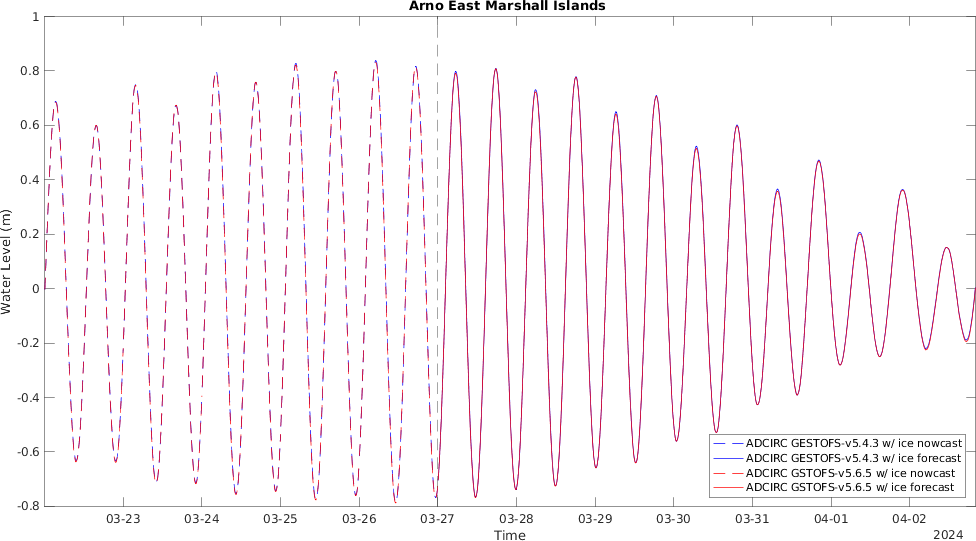 Arno East Marshall Islands
1
0.8
0.6
0.4
0.2
0
-0.2
-0.4
-0.6
-0.8
Water Level (m)
ADCIRC GESTOFS-v5.4.3 w/ ice nowcast
ADCIRC GESTOFS-v5.4.3 w/ ice forecast
ADCIRC GSTOFS-v5.6.5 w/ ice nowcast
ADCIRC GSTOFS-v5.6.5 w/ ice forecast
03-23 03-24 03-25 03-26 03-27 03-28 03-29 03-30 03-31 04-01 04-02
Time
2024